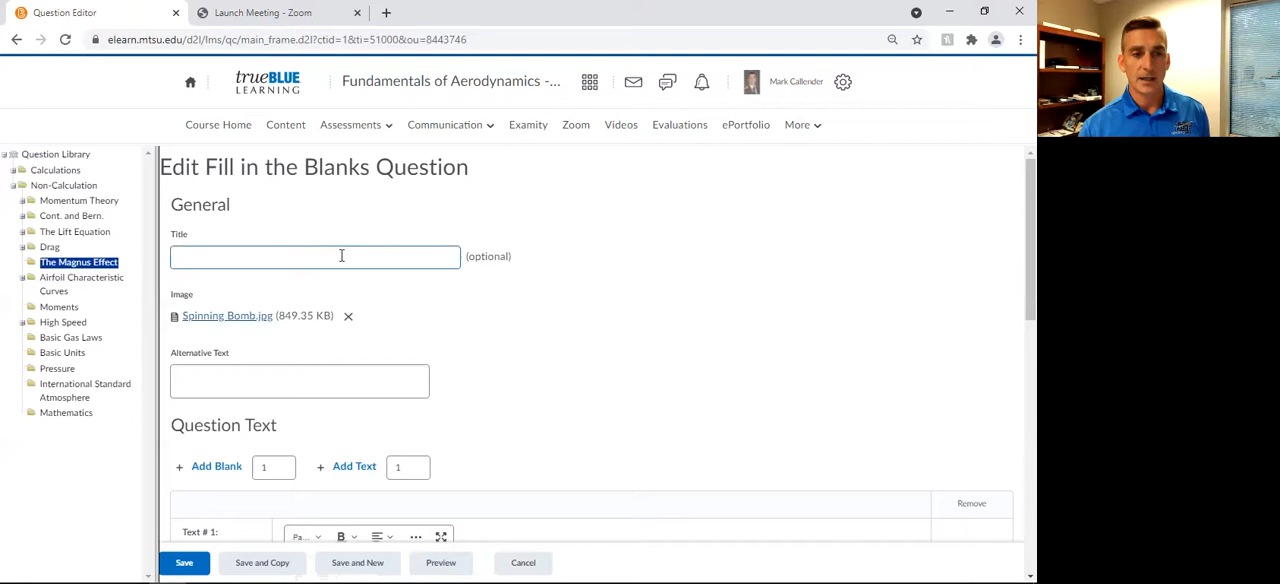 Question Editor
Launch Meeting - Zoom
elearn.mtsu.edu/d2l/lms/qc/main_frame.d2l?ctid=1&ti=51000&ou=8443746
trueBLUE
LEARNING
Fundamentals of Aerodynamics -...
Mark Callender
Course Home Content Assessments Communication Examity Zoom Videos Evaluations ePortfolio More
Question Library
Calculations
Non-Calculation
Momentum Theory
Cont. and Bern.
The Lift Equation
Drag
The Magnus Effect
Airfoil Characteristic
Curves
Moments
High Speed
Basic Gas Laws
Basic Units
Pressure
International Standard
Atmosphere
Mathematics
Edit Fill in the Blanks Question
General
Title
(optional)
Image
Spinning Bomb.jpg (849.35 KB)
Alternative Text
Question Text
+ Add Blank 1 + Add Text 1
Remove
Text # 1:
Pa... B ...
Save Save and Copy Save and New Preview Cancel